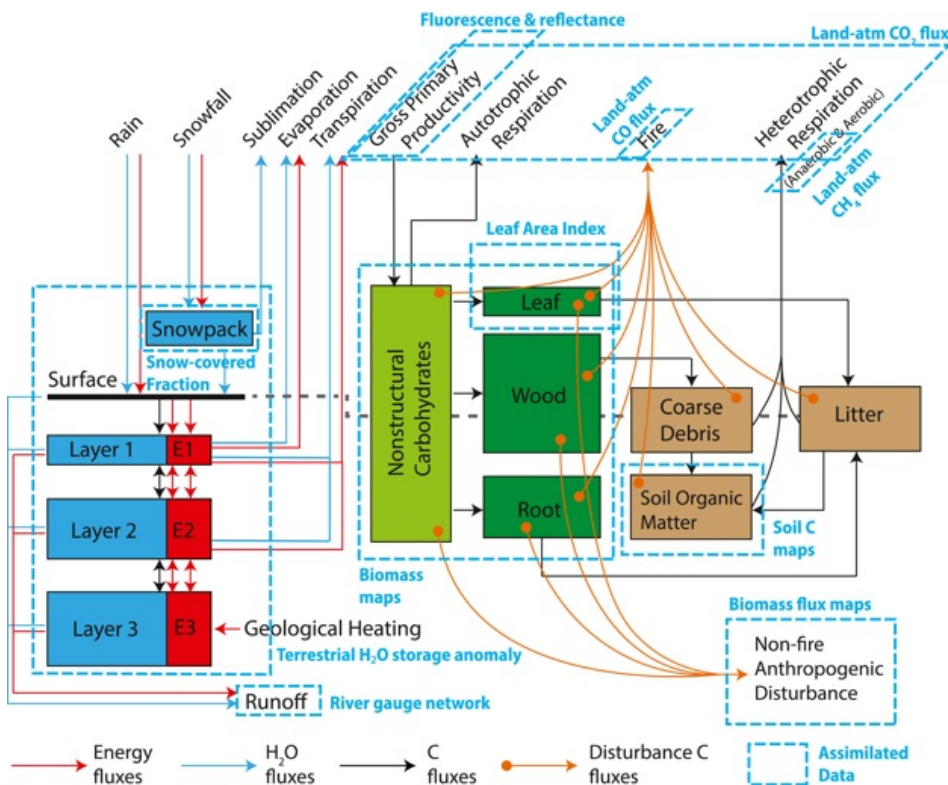 Fluorescence & reflectance
Land-atm CO₂ flux
Rain
Snowfall
Sublimation
Evaporation
Transpiration
Gross Primary
Productivity
Autotrophic
Respiration
Land-atm
CO flux
Fire
Heterotrophic
Respiration
(Anaerobic & Aerobic)
Land-atm
CH₄ flux
Leaf Area Index
Snowpack
Snow-covered
Fraction
Surface
Layer 1
E1
Layer 2
E2
Layer 3
E3
Geological Heating
Terrestrial H₂O storage anomaly
Runoff
River gauge network
Nonstructural
Carbohydrates
Leaf
Wood
Root
Biomass
maps
Coarse
Debris
Litter
Soil Organic
Matter
Soil C
maps
Biomass flux maps
Non-fire
Anthropogenic
Disturbance
Energy
fluxes
H₂O
fluxes
C
fluxes
Disturbance C
fluxes
Assimilated
Data